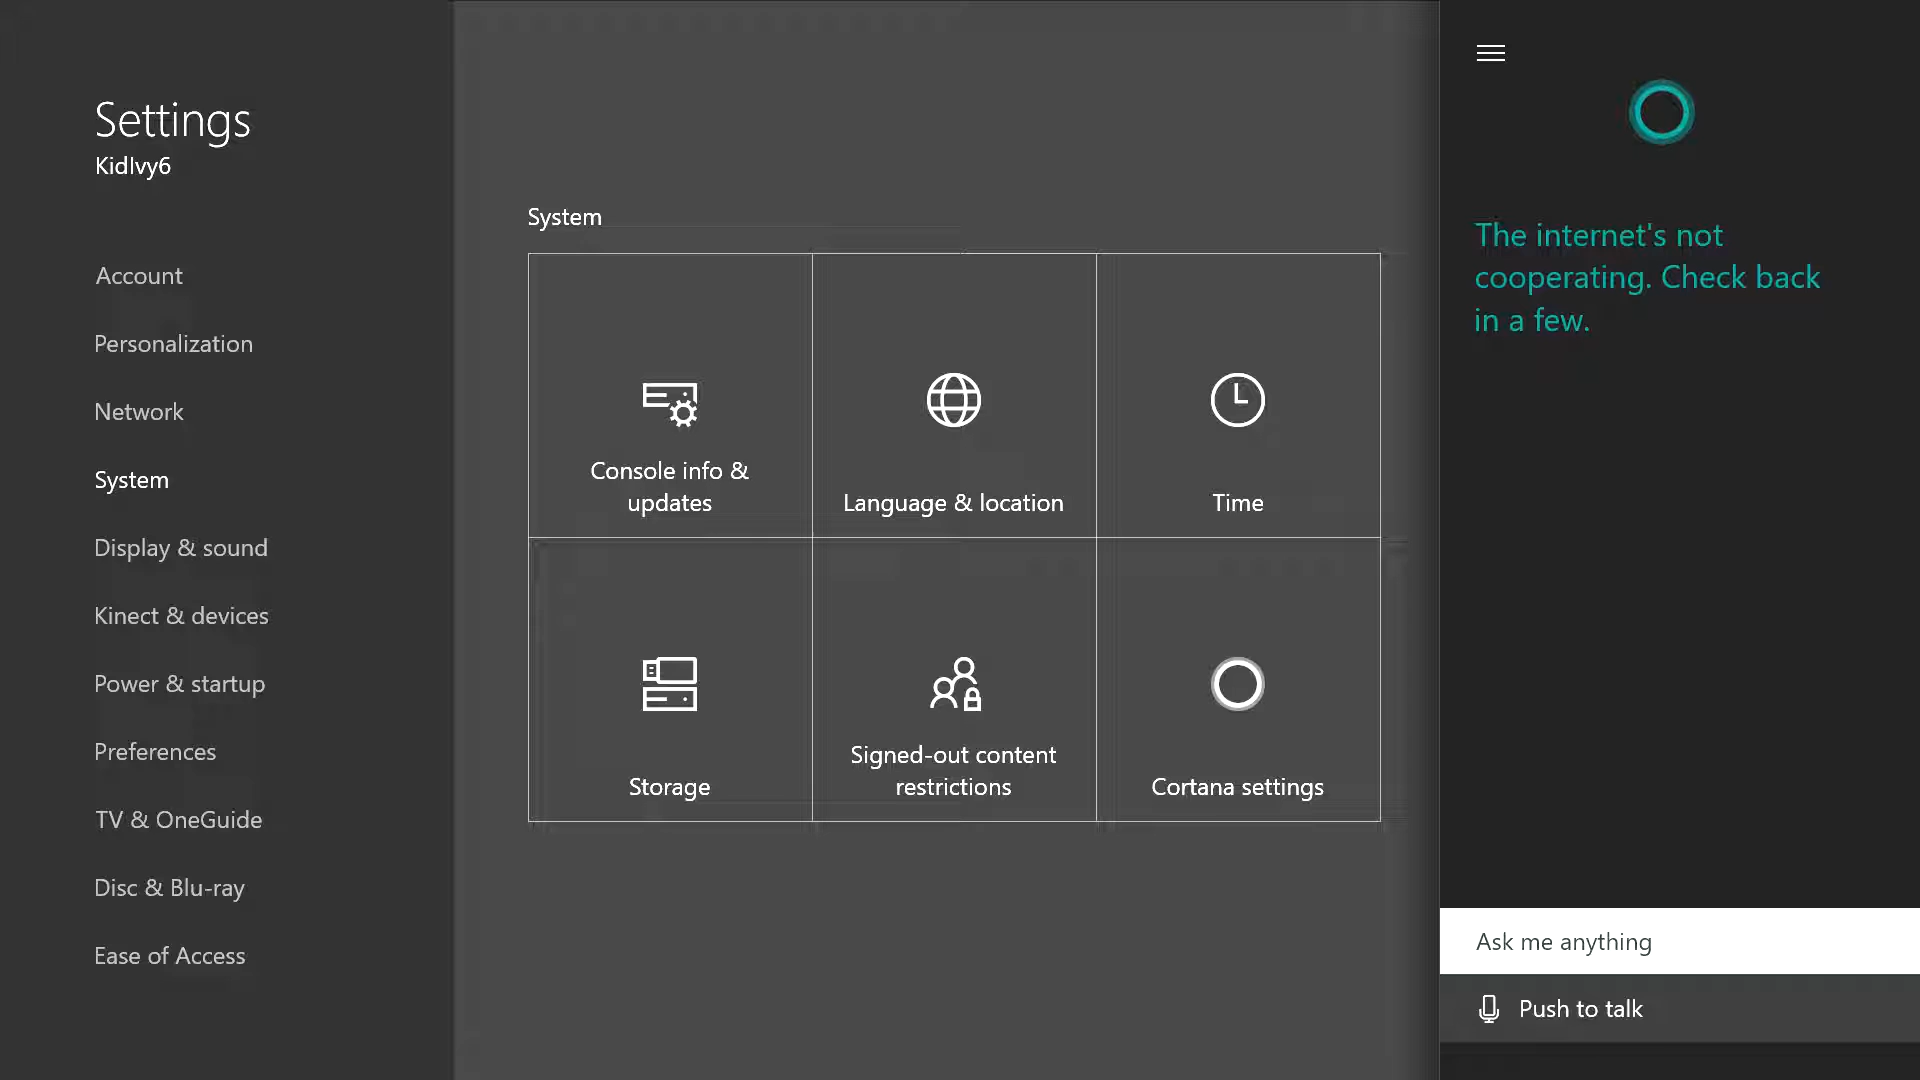 Settings
KidIvy6
Account
Personalization
Network
System
Display & sound
Kinect & devices
Power & startup
Preferences
TV & OneGuide
Disc & Blu-ray
Ease of Access
System
Console info &
updates
Language & location
Time
Storage
Signed-out content
restrictions
Cortana settings
The internet's not
cooperating. Check back
in a few.
Ask me anything
Push to talk